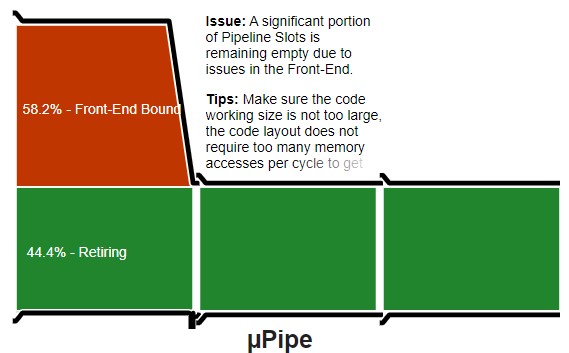 Issue: A significant portion
of Pipeline Slots is
remaining empty due to
issues in the Front-End.
58.2% - Front-End Bound
Tips: Make sure the code
working size is not too large,
the code layout does not
require too many memory
accesses per cycle to get
44.4% - Retiring
µPipe